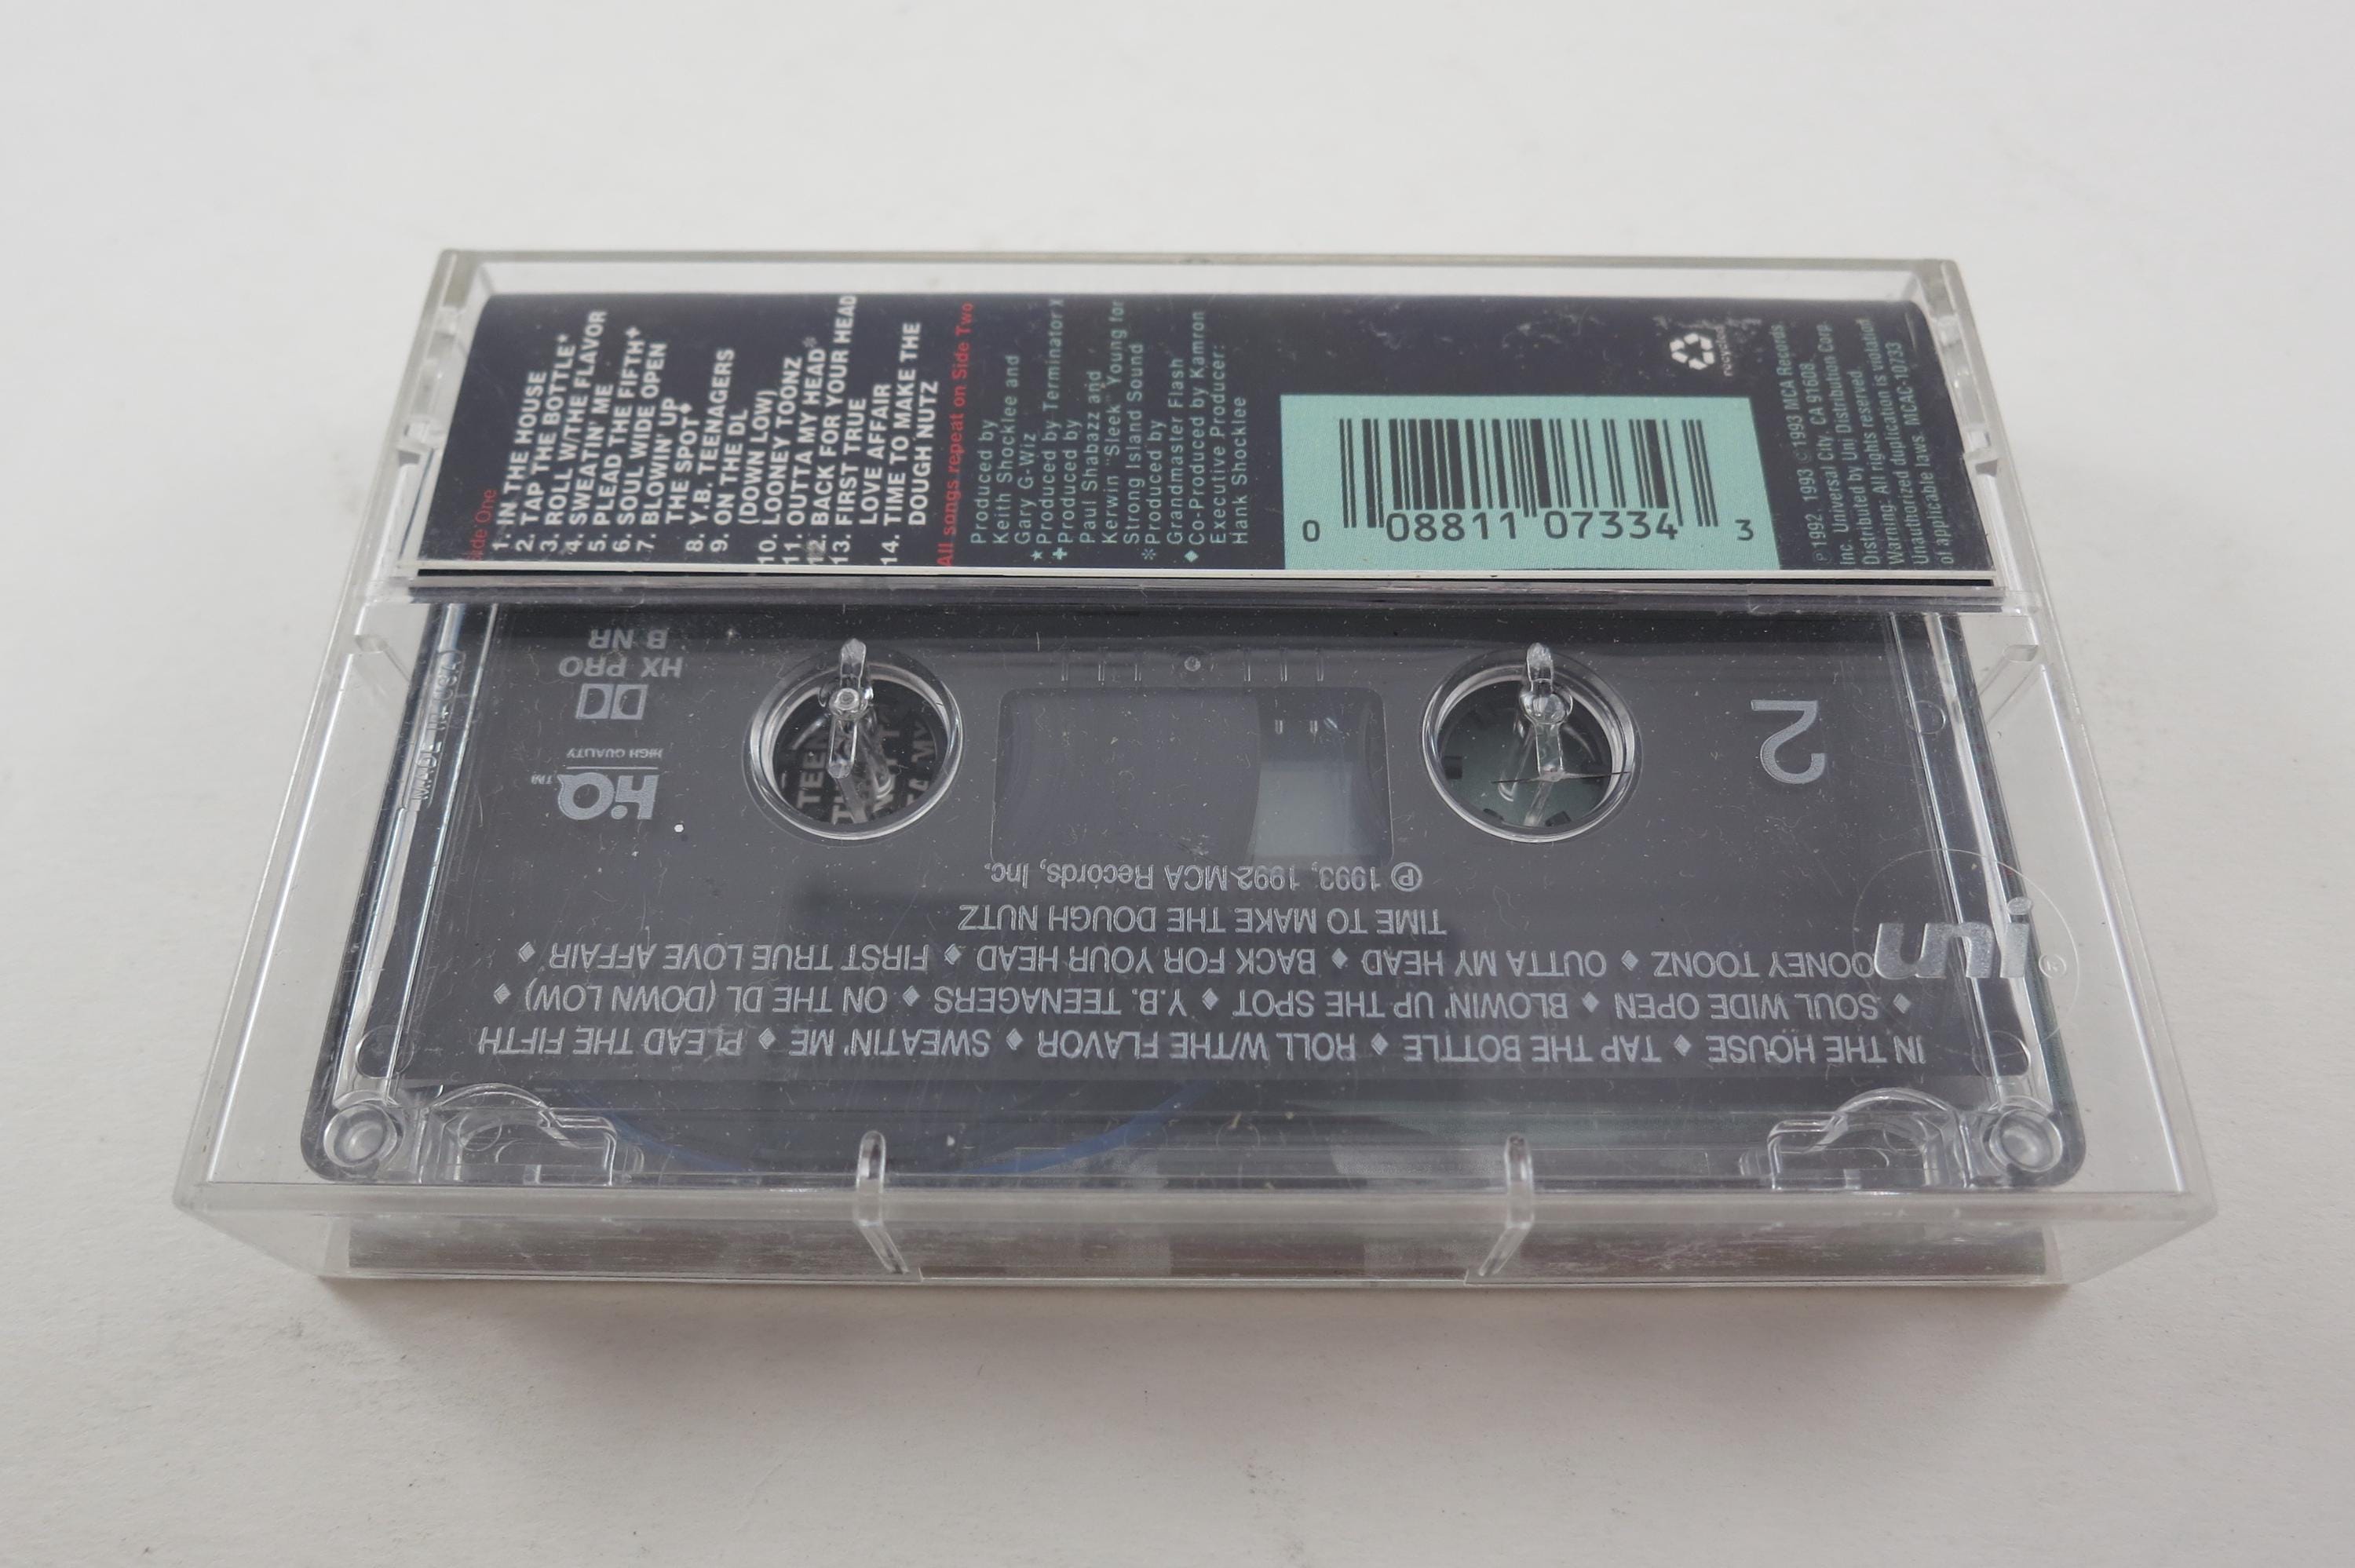 Side One
1. IN THE HOUSE
2. TAP THE BOTTLE*
3. ROLL W/THE FLAVOR
4. SWEATIN' ME
5. PLEAD THE FIFTH+
6. SOUL WIDE OPEN
7. BLOWIN' UP
THE SPOT◆
8. Y.B. TEENAGERS
9. ON THE DL
(DOWN LOW)
10. LOONEY TOONZ
11. OUTTA MY HEAD❊
12. BACK FOR YOUR HEAD
13. FIRST TRUE
LOVE AFFAIR
14. TIME TO MAKE THE
DOUGH NUTZ
All songs repeat on Side Two
Produced by
Keith Shocklee and
Gary G-Wiz
★Produced by Terminator X
+Produced by
Paul Shabazz and
Kerwin "Sleek" Young for
Strong Island Sound
❊Produced by
Grandmaster Flash
◆Co-Produced by Kamron
Executive Producer:
Hank Shocklee
0 08811 07334 3
recycled
℗1992, 1993 ©1993 MCA Records,
Inc. Universal City, CA 91608.
Distributed by Uni Distribution Corp.
Warning: All rights reserved.
Unauthorized duplication is violation
of applicable laws. MCAC-10733
IN THE HOUSE ◆ TAP THE BOTTLE ◆ ROLL W/THE FLAVOR ◆ SWEATIN' ME ◆ PLEAD THE FIFTH
◆ SOUL WIDE OPEN ◆ BLOWIN' UP THE SPOT ◆ Y.B. TEENAGERS ◆ ON THE DL (DOWN LOW) ◆
OONEY TOONZ ◆ OUTTA MY HEAD ◆ BACK FOR YOUR HEAD ◆ FIRST TRUE LOVE AFFAIR ◆
TIME TO MAKE THE DOUGH NUTZ
℗ 1993, 1992 MCA Records, Inc.
uni®
2
hQ™
HIGH QUALITY
HX PRO
B NR
MADE IN
TEEN
TA MY